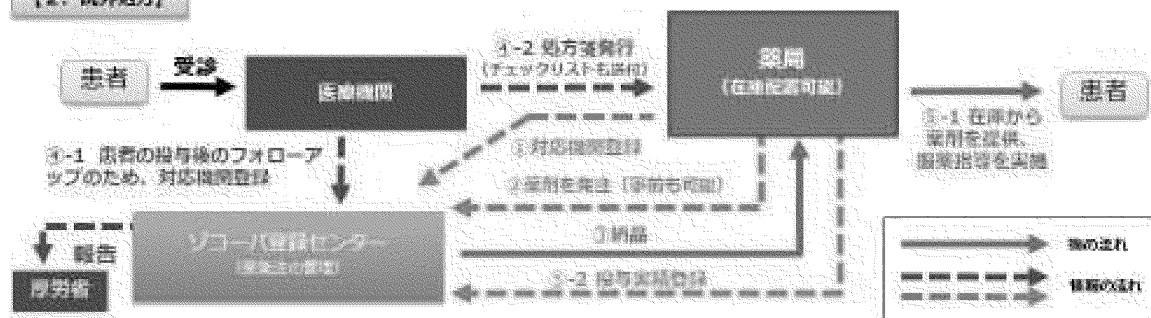 【2．院外処方】
患者
受診
医療機関
④-2 処方箋発行
（チェックリストも送付）
薬局
（在庫配置可能）
患者
⑤-1 在庫から
薬剤を提供、
服薬指導を実施
④-1 患者の投与後のフォローア
ップのため、対応機関登録
①対応機関登録
②薬剤を発注（事前も可能）
③納品
⑤-2 投与実績登録
ゾコーバ登録センター
報告
厚労省
物の流れ
情報の流れ